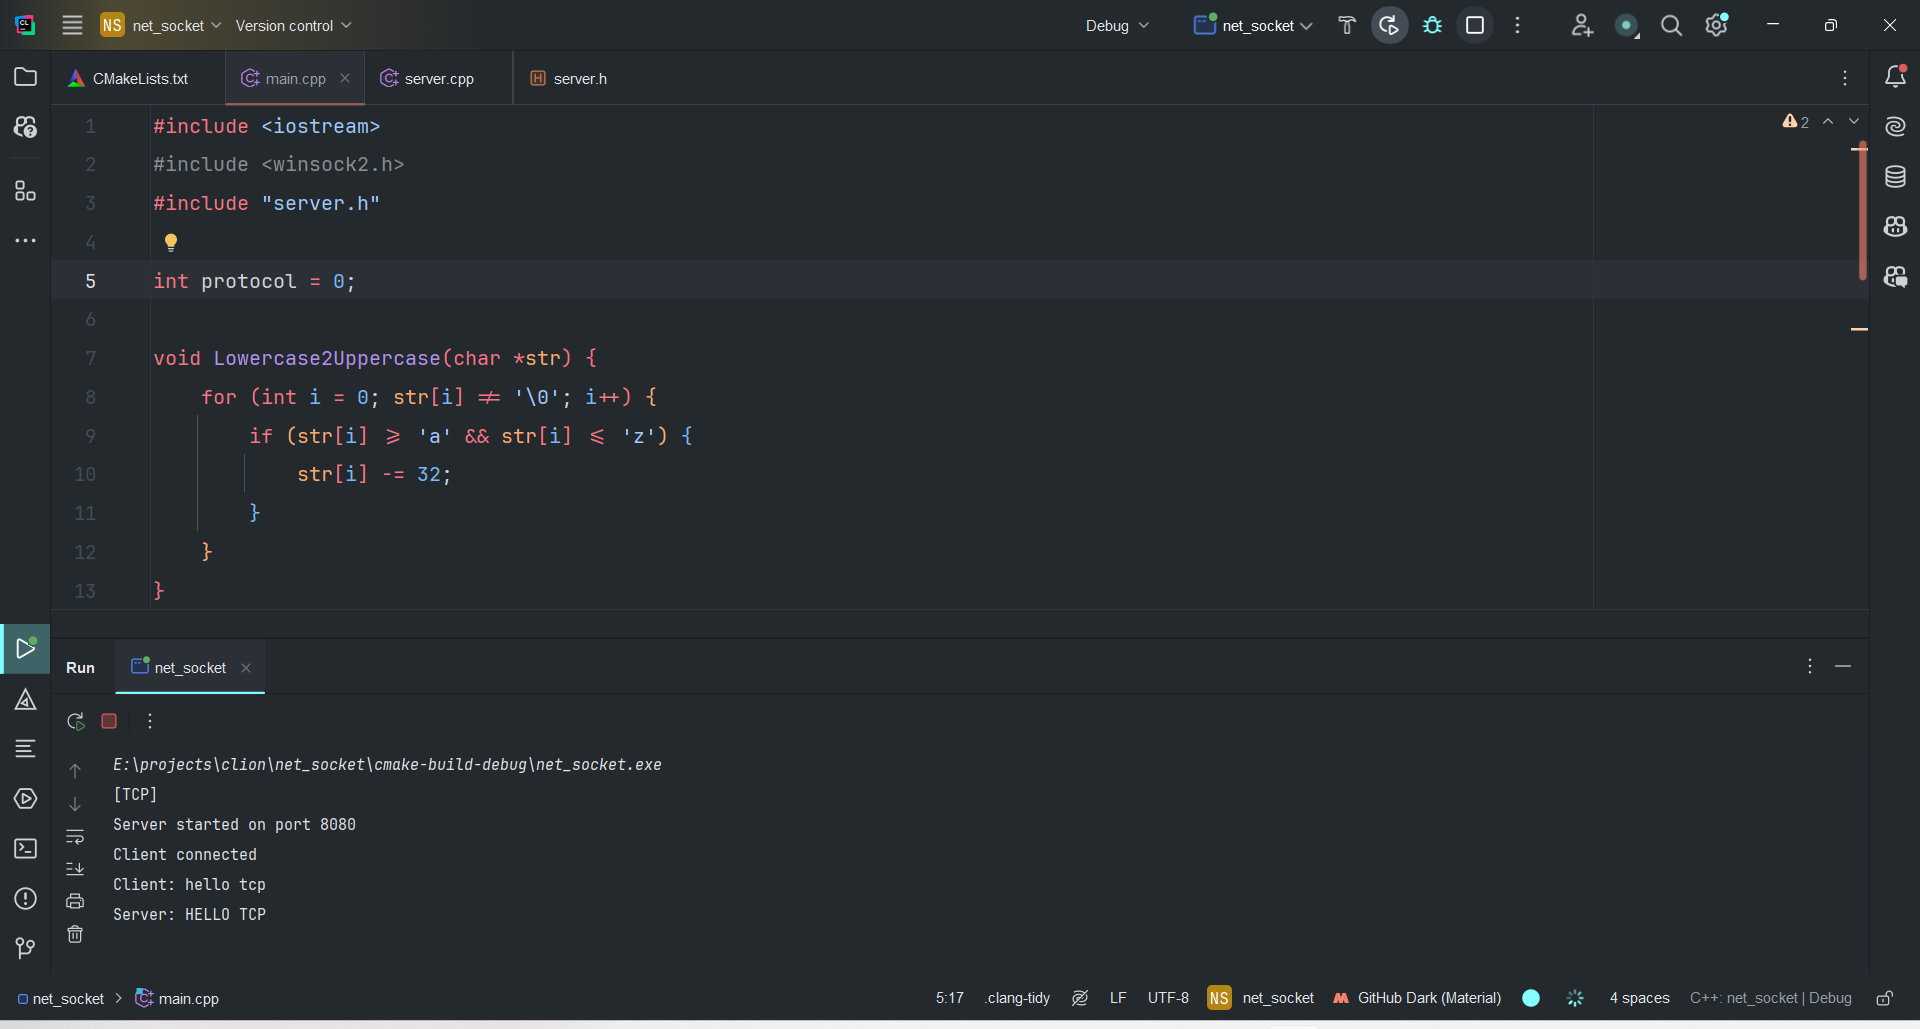 NS net_socket Version control Debug net_socket
CMakeLists.txt main.cpp server.cpp server.h
2
1 #include <iostream>
2 #include <winsock2.h>
3 #include "server.h"
4
5 int protocol = 0;
6
7 void Lowercase2Uppercase(char *str) {
8 for (int i = 0; str[i] != '\0'; i++) {
9 if (str[i] >= 'a' && str[i] <= 'z') {
10 str[i] -= 32;
11 }
12 }
13 }
Run net_socket
E:\projects\clion\net_socket\cmake-build-debug\net_socket.exe
[TCP]
Server started on port 8080
Client connected
Client: hello tcp
Server: HELLO TCP
net_socket > main.cpp 5:17 .clang-tidy LF UTF-8 NS net_socket GitHub Dark (Material) 4 spaces C++: net_socket | Debug